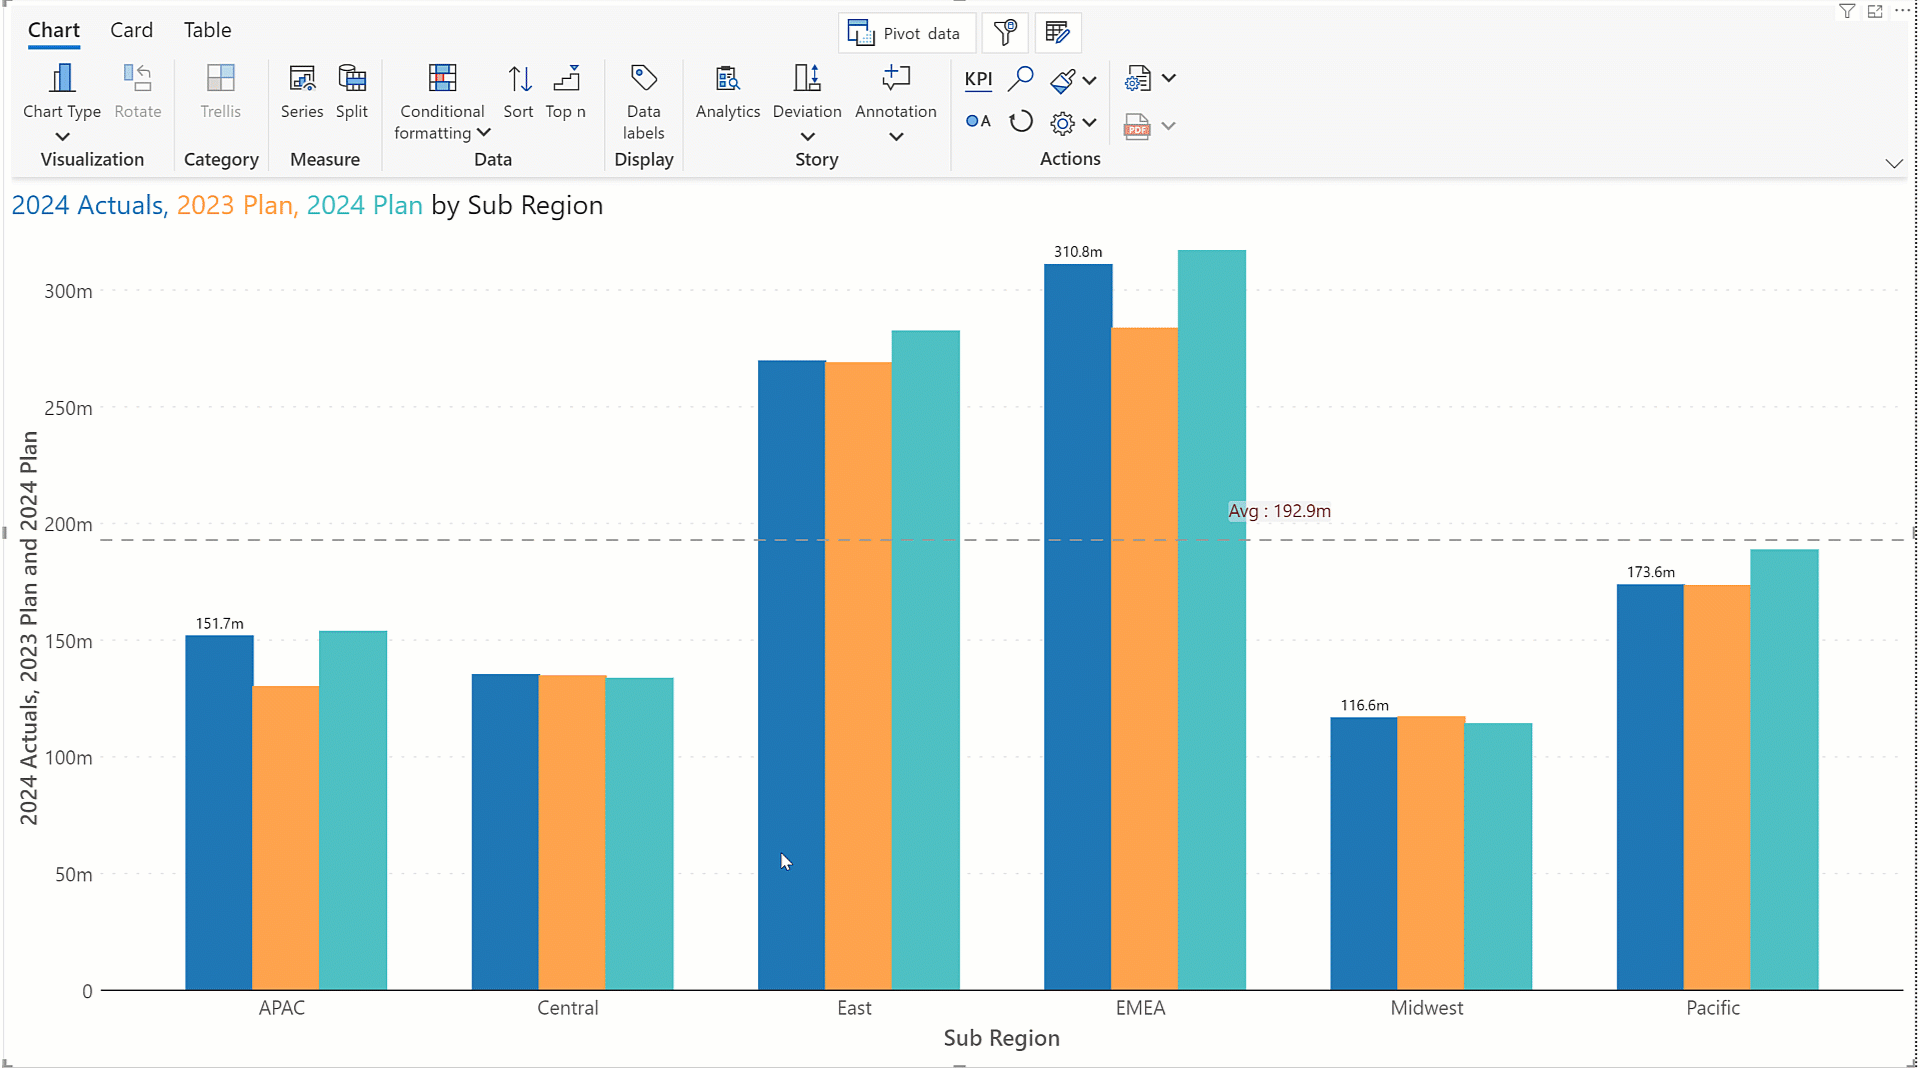 Chart Card Table
Pivot data
Chart Type Rotate Trellis Series Split Conditional formatting Sort Top n Data labels Analytics Deviation Annotation KPI
A
PDF
Visualization Category Measure Data Display Story Actions
2024 Actuals, 2023 Plan, 2024 Plan by Sub Region
2024 Actuals, 2023 Plan and 2024 Plan
300m
250m
200m
150m
100m
50m
0
310.8m
Avg : 192.9m
173.6m
151.7m
116.6m
APAC Central East EMEA Midwest Pacific
Sub Region